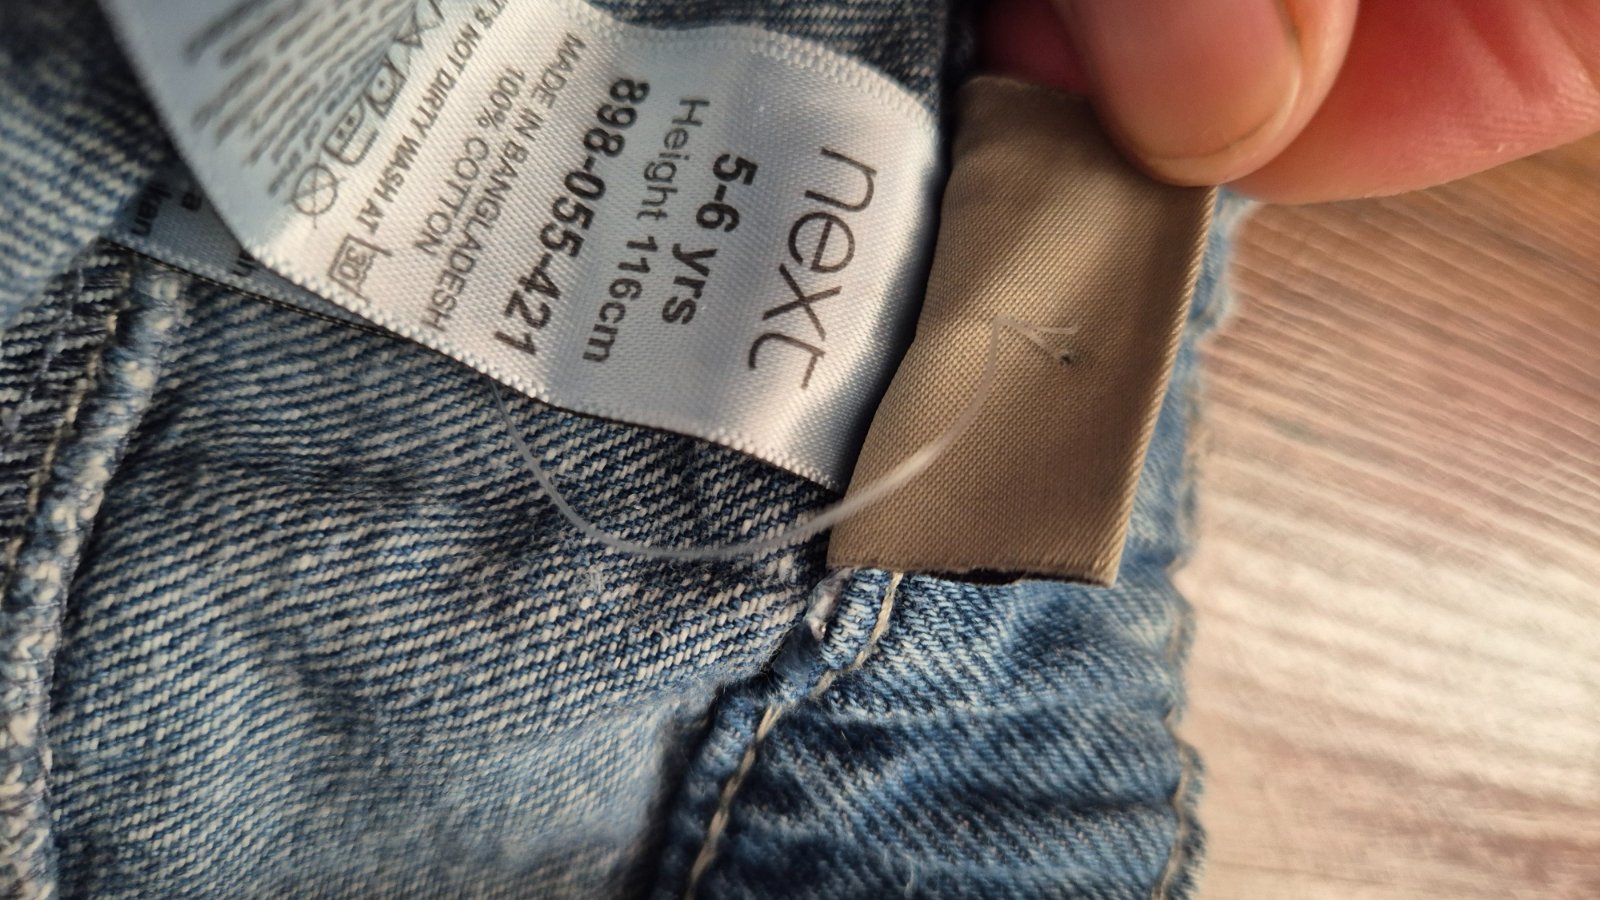 next
5-6 yrs
Height 116cm
898-055-421
MADE IN BANGLADESH
100% COTTON
'S NOT DIRTY WASH AT 30